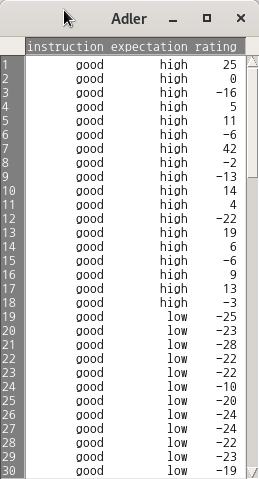 Adler
instruction expectation rating
1 good high 25
2 good high 0
3 good high −16
4 good high 5
5 good high 11
6 good high −6
7 good high 42
8 good high −2
9 good high −13
10 good high 14
11 good high 4
12 good high −22
13 good high 19
14 good high 6
15 good high −6
16 good high 9
17 good high 13
18 good high −3
19 good low −25
20 good low −23
21 good low −28
22 good low −22
23 good low −22
24 good low −10
25 good low −20
26 good low −24
27 good low −24
28 good low −22
29 good low −23
30 good low −19